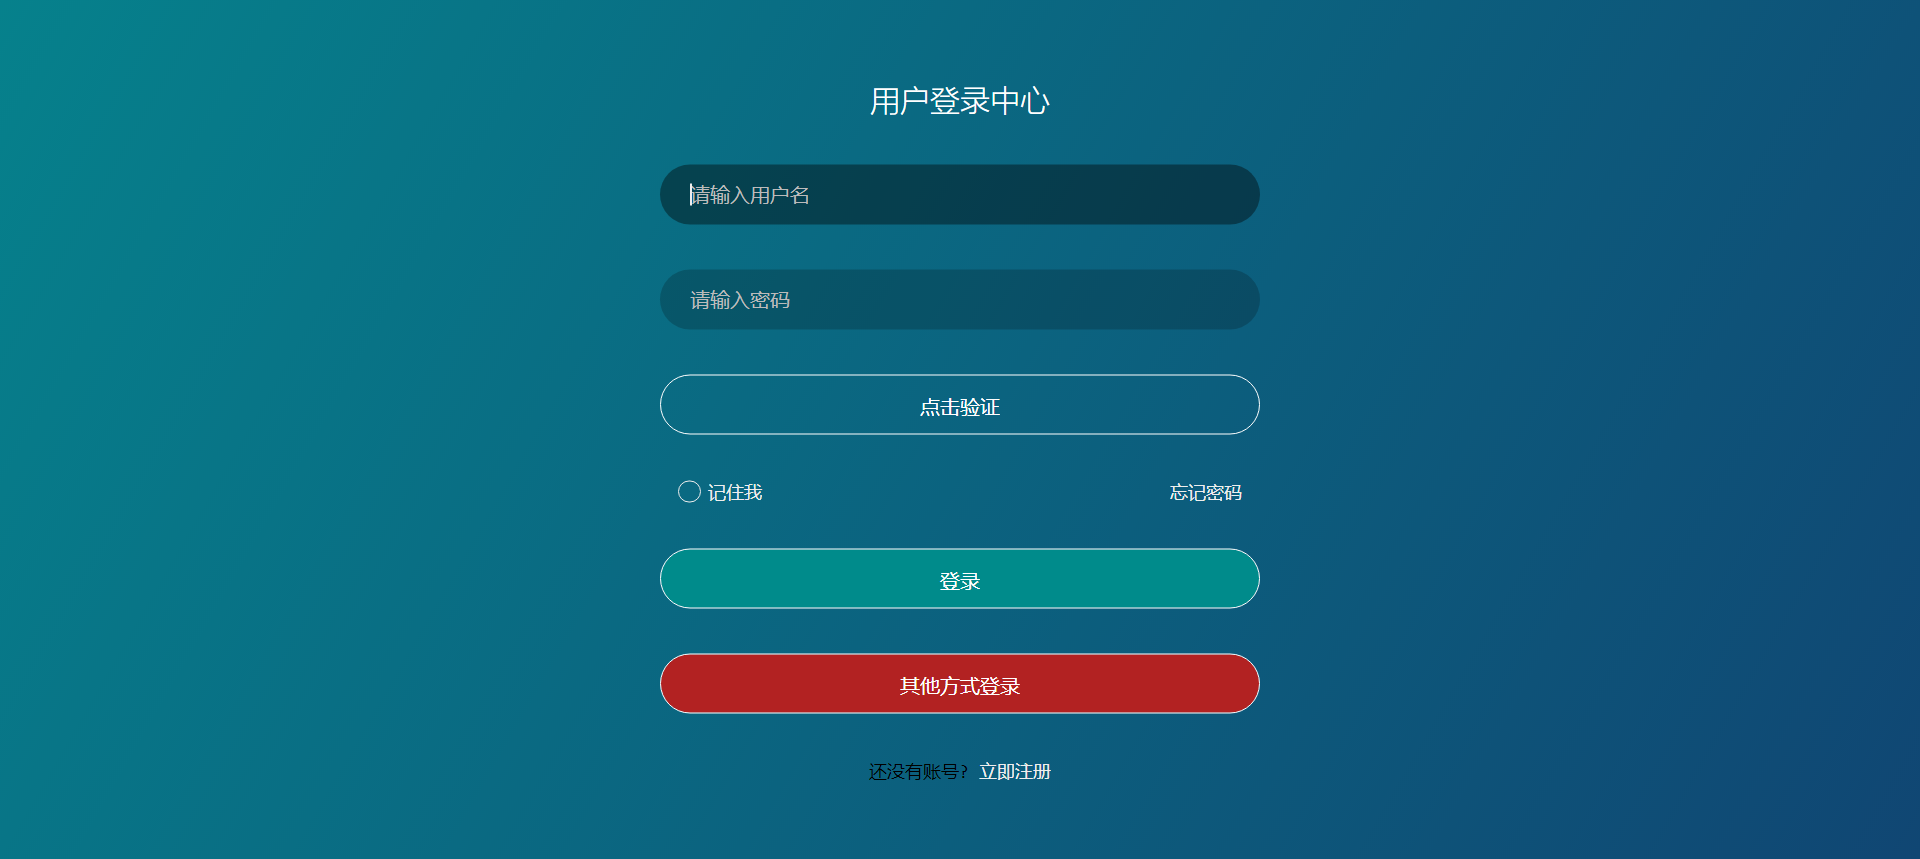 用户登录中心
请输入用户名
请输入密码
点击验证
记住我 忘记密码
登录
其他方式登录
还没有账号? 立即注册